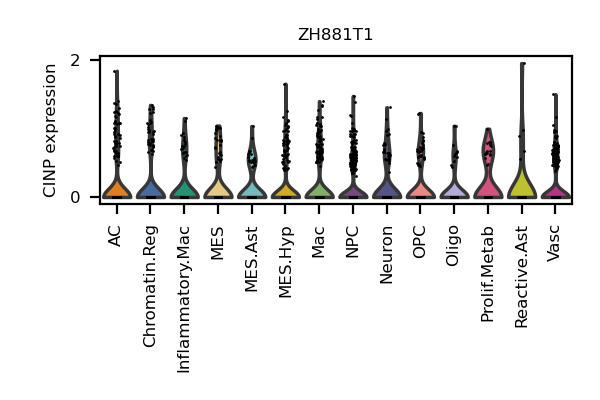 ZH881T1
CINP expression
2
0
AC
Chromatin.Reg
Inflammatory.Mac
MES
MES.Ast
MES.Hyp
Mac
NPC
Neuron
OPC
Oligo
Prolif.Metab
Reactive.Ast
Vasc